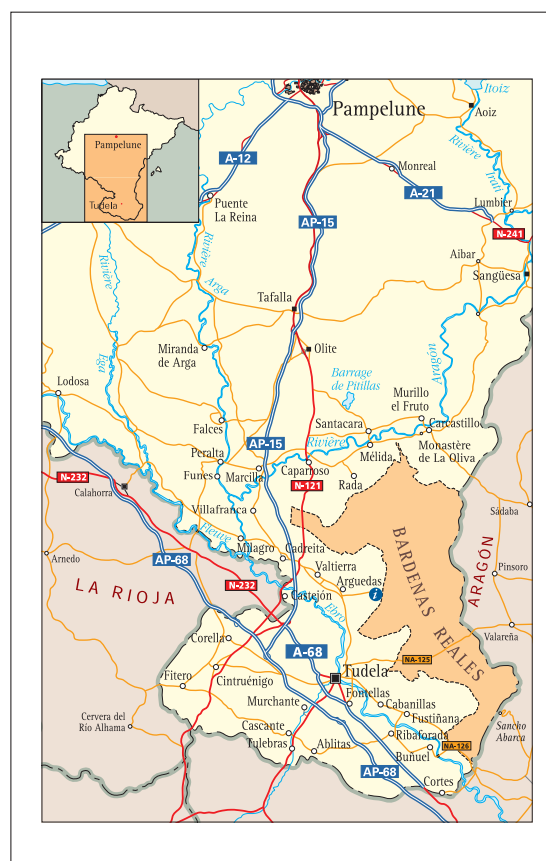 Pampelune
Tudela
Itoiz
Pampelune
Aoiz
Rivière
Irati
A-12
Monreal
A-21
Puente
La Reina
Lumbier
AP-15
N-241
Rivière
Arga
Rivière
Ega
Aibar
Sangüesa
Tafalla
Aragon
Olite
Miranda
de Arga
Barrage
de Pitillas
Lodosa
Murillo
el Fruto
Carcastillo
Falces
Santacara
AP-15
Rivière
Monastère
de La Oliva
Peralta
Mélida
Funes
Marcilla
Caparroso
Rada
N-232
N-121
Calahorra
Villafranca
Sádaba
Fleuve
BARDENAS REALES
Milagro
Cadreita
Arnedo
AP-68
Valtierra
Arguedas
Pinsoro
ARAGÓN
LA RIOJA
N-232
i
Castejón
Ebro
Corella
Valareña
A-68
NA-125
Tudela
Cintruénigo
Fitero
Fontellas
Cabanillas
Murchante
Fustiñana
Cervera del
Río Alhama
Sancho
Abarca
Cascante
Ribaforada
Tulebras
Ablitas
NA-126
Buñuel
AP-68
Cortes